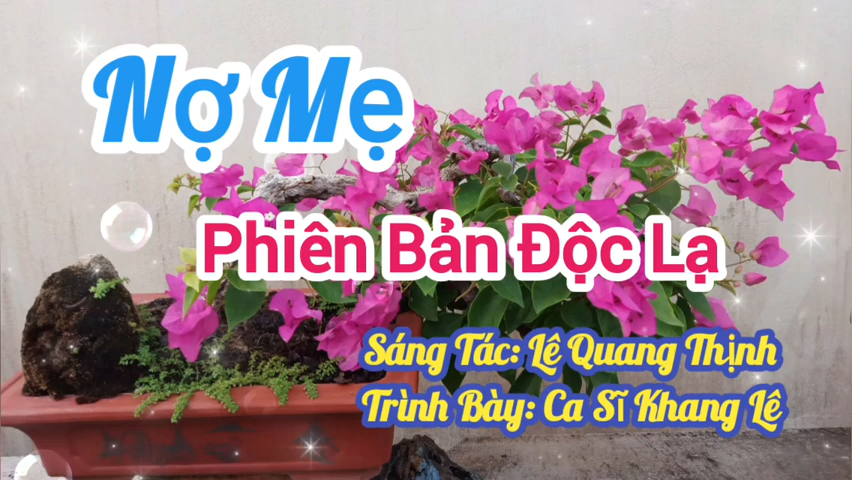 Nợ Mẹ
Phiên Bản Độc Lạ
Sáng Tác: Lê Quang Thịnh
Trình Bày: Ca Sĩ Khang Lê